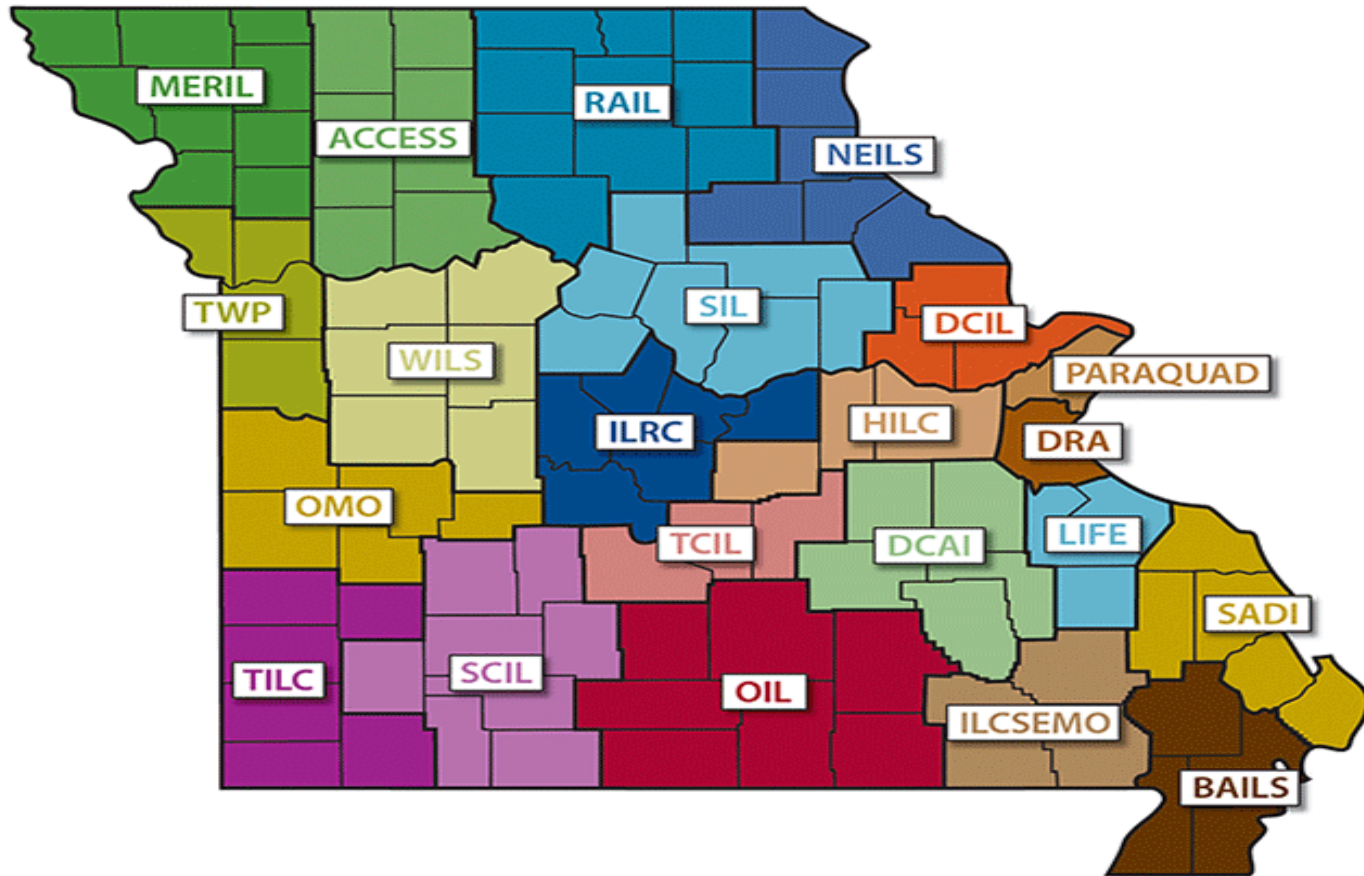 MERIL
RAIL
ACCESS
NEILS
TWP
SIL
DCIL
WILS
PARAQUAD
ILRC
HILC
DRA
OMO
TCIL
DCAI
LIFE
SADI
TILC
SCIL
OIL
ILCSEMO
BAILS